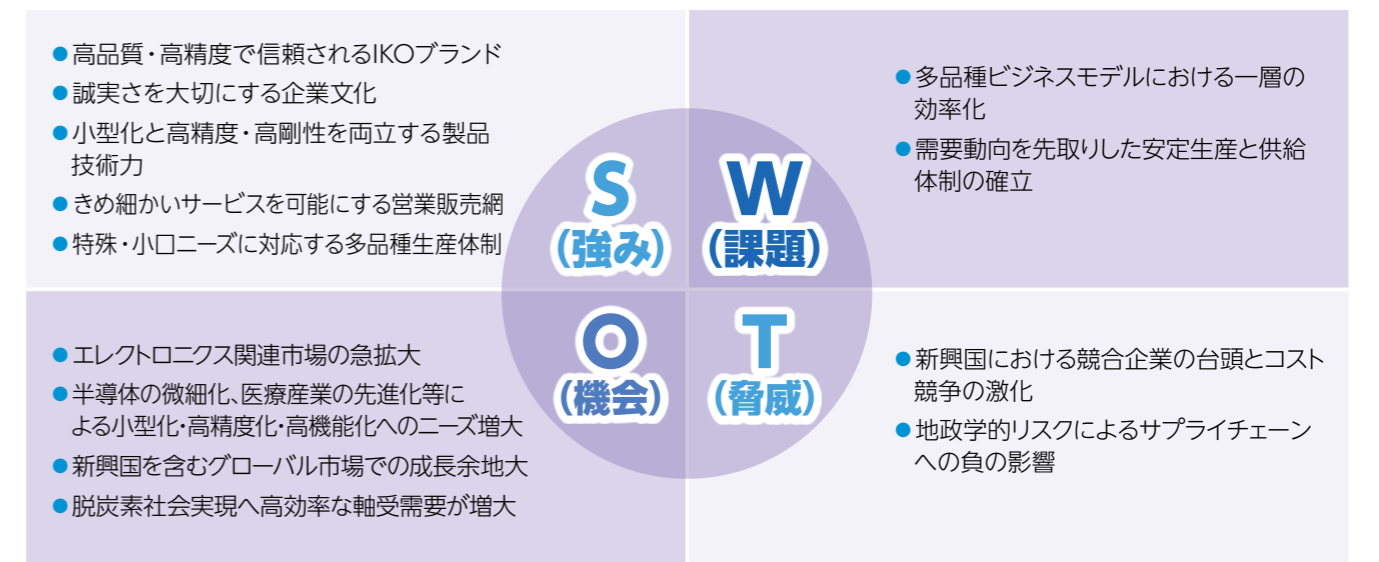 ●高品質・高精度で信頼されるIKOブランド
●誠実さを大切にする企業文化
●小型化と高精度・高剛性を両立する製品
技術力
●きめ細かいサービスを可能にする営業販売網
●特殊・小口ニーズに対応する多品種生産体制
S
(強み)
●多品種ビジネスモデルにおける一層の
効率化
●需要動向を先取りした安定生産と供給
体制の確立
W
(課題)
●エレクトロニクス関連市場の急拡大
●半導体の微細化、医療産業の先進化等に
よる小型化・高精度化・高機能化へのニーズ増大
●新興国を含むグローバル市場での成長余地大
●脱炭素社会実現へ高効率な軸受需要が増大
O
(機会)
●新興国における競合企業の台頭とコスト
競争の激化
●地政学的リスクによるサプライチェーン
への負の影響
T
(脅威)